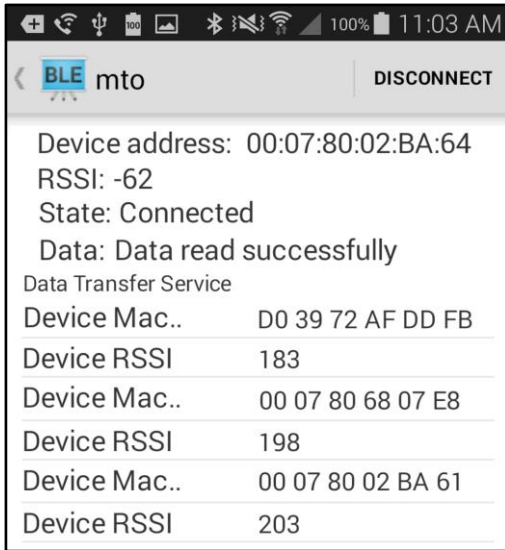 100 100% 11:03 AM
BLE mto DISCONNECT
Device address: 00:07:80:02:BA:64
RSSI: -62
State: Connected
Data: Data read successfully
Data Transfer Service
Device Mac.. D0 39 72 AF DD FB
Device RSSI 183
Device Mac.. 00 07 80 68 07 E8
Device RSSI 198
Device Mac.. 00 07 80 02 BA 61
Device RSSI 203